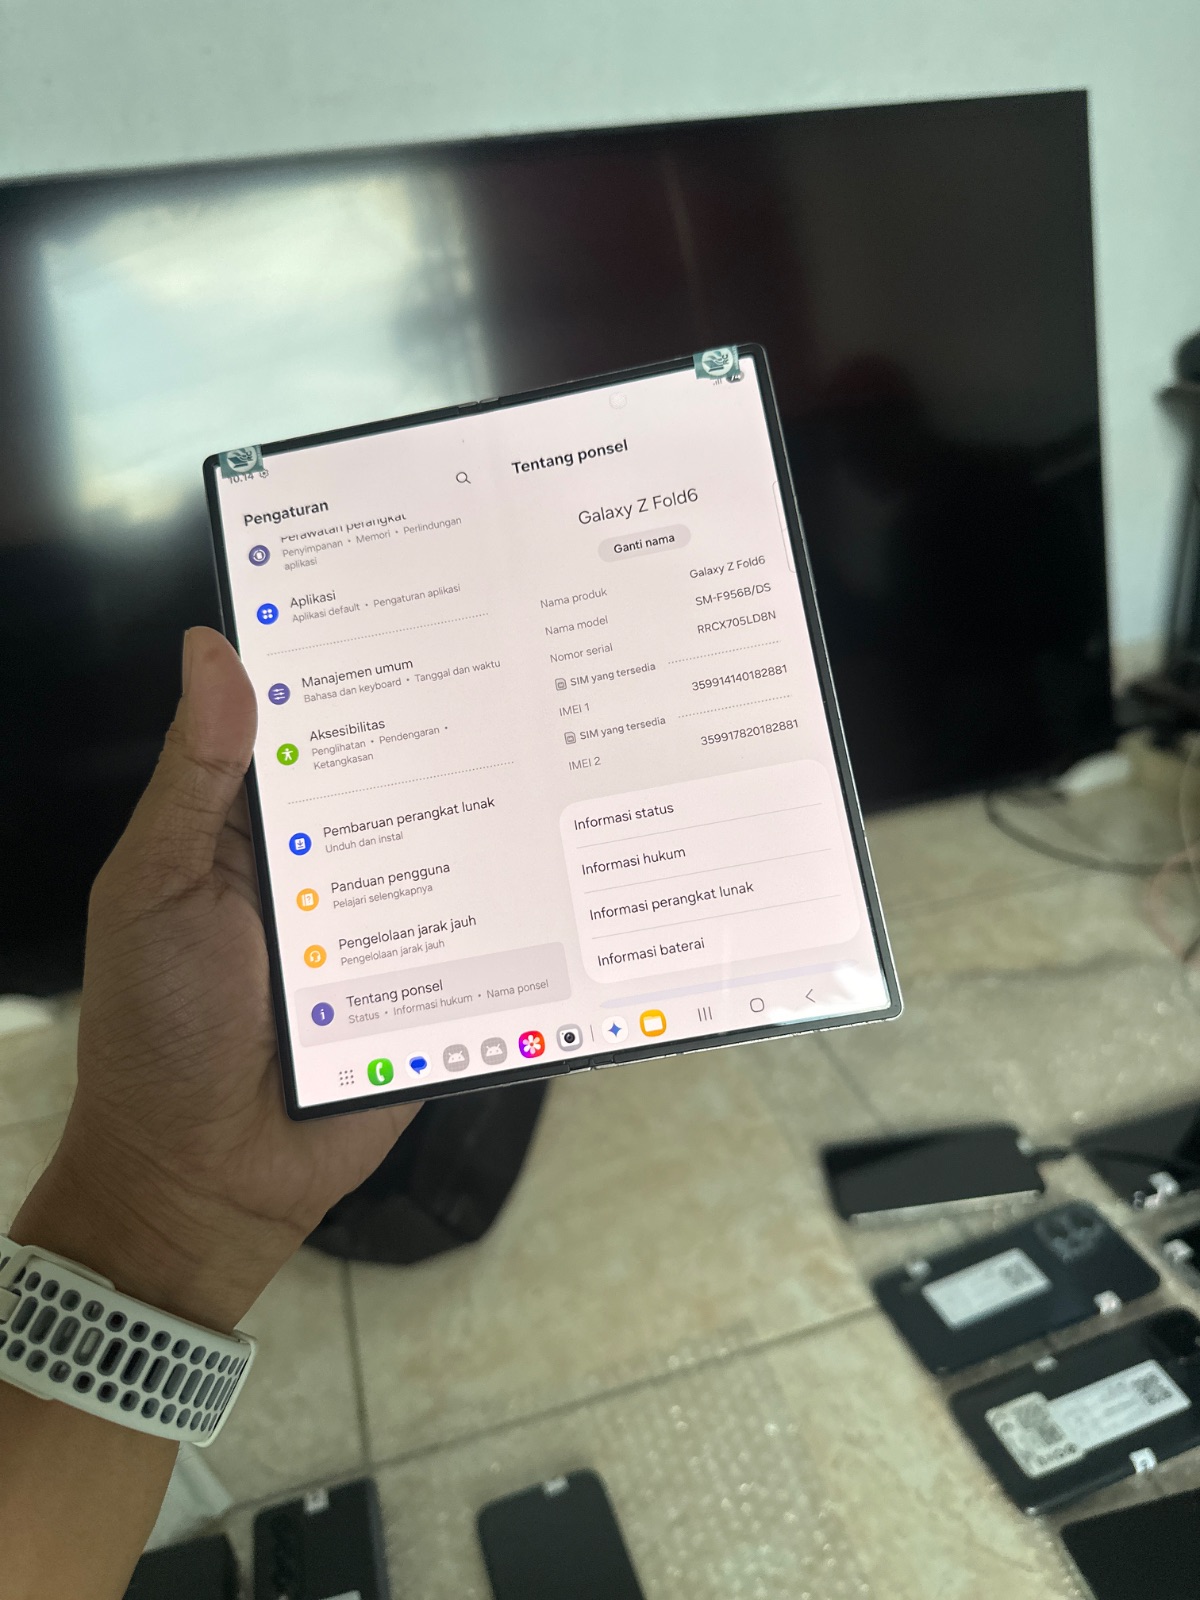 10.14
Pengaturan
Perawatan perangkat
Penyimpanan • Memori • Perlindungan
aplikasi
Aplikasi
Aplikasi default • Pengaturan aplikasi
Manajemen umum
Bahasa dan keyboard • Tanggal dan waktu
Aksesibilitas
Penglihatan • Pendengaran •
Ketangkasan
Pembaruan perangkat lunak
Unduh dan instal
Panduan pengguna
Pelajari selengkapnya
Pengelolaan jarak jauh
Pengelolaan jarak jauh
Tentang ponsel
Status • Informasi hukum • Nama ponsel
Tentang ponsel
Galaxy Z Fold6
Ganti nama
Nama produk Galaxy Z Fold6
Nama model SM-F956B/DS
Nomor serial RRCX705LD8N
SIM yang tersedia
IMEI 1 359914140182881
SIM yang tersedia
IMEI 2 359917820182881
Informasi status
Informasi hukum
Informasi perangkat lunak
Informasi baterai